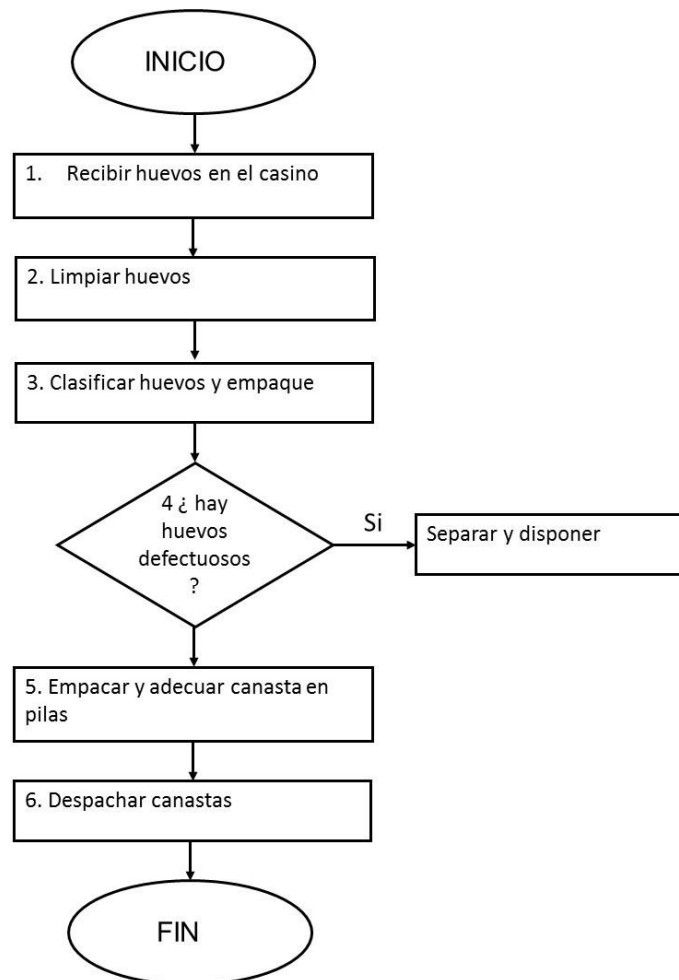 INICIO
1. Recibir huevos en el casino
2. Limpiar huevos
3. Clasificar huevos y empaque
4 ¿ hay
huevos
defectuosos
?
Si
Separar y disponer
5. Empacar y adecuar canasta en
pilas
6. Despachar canastas
FIN